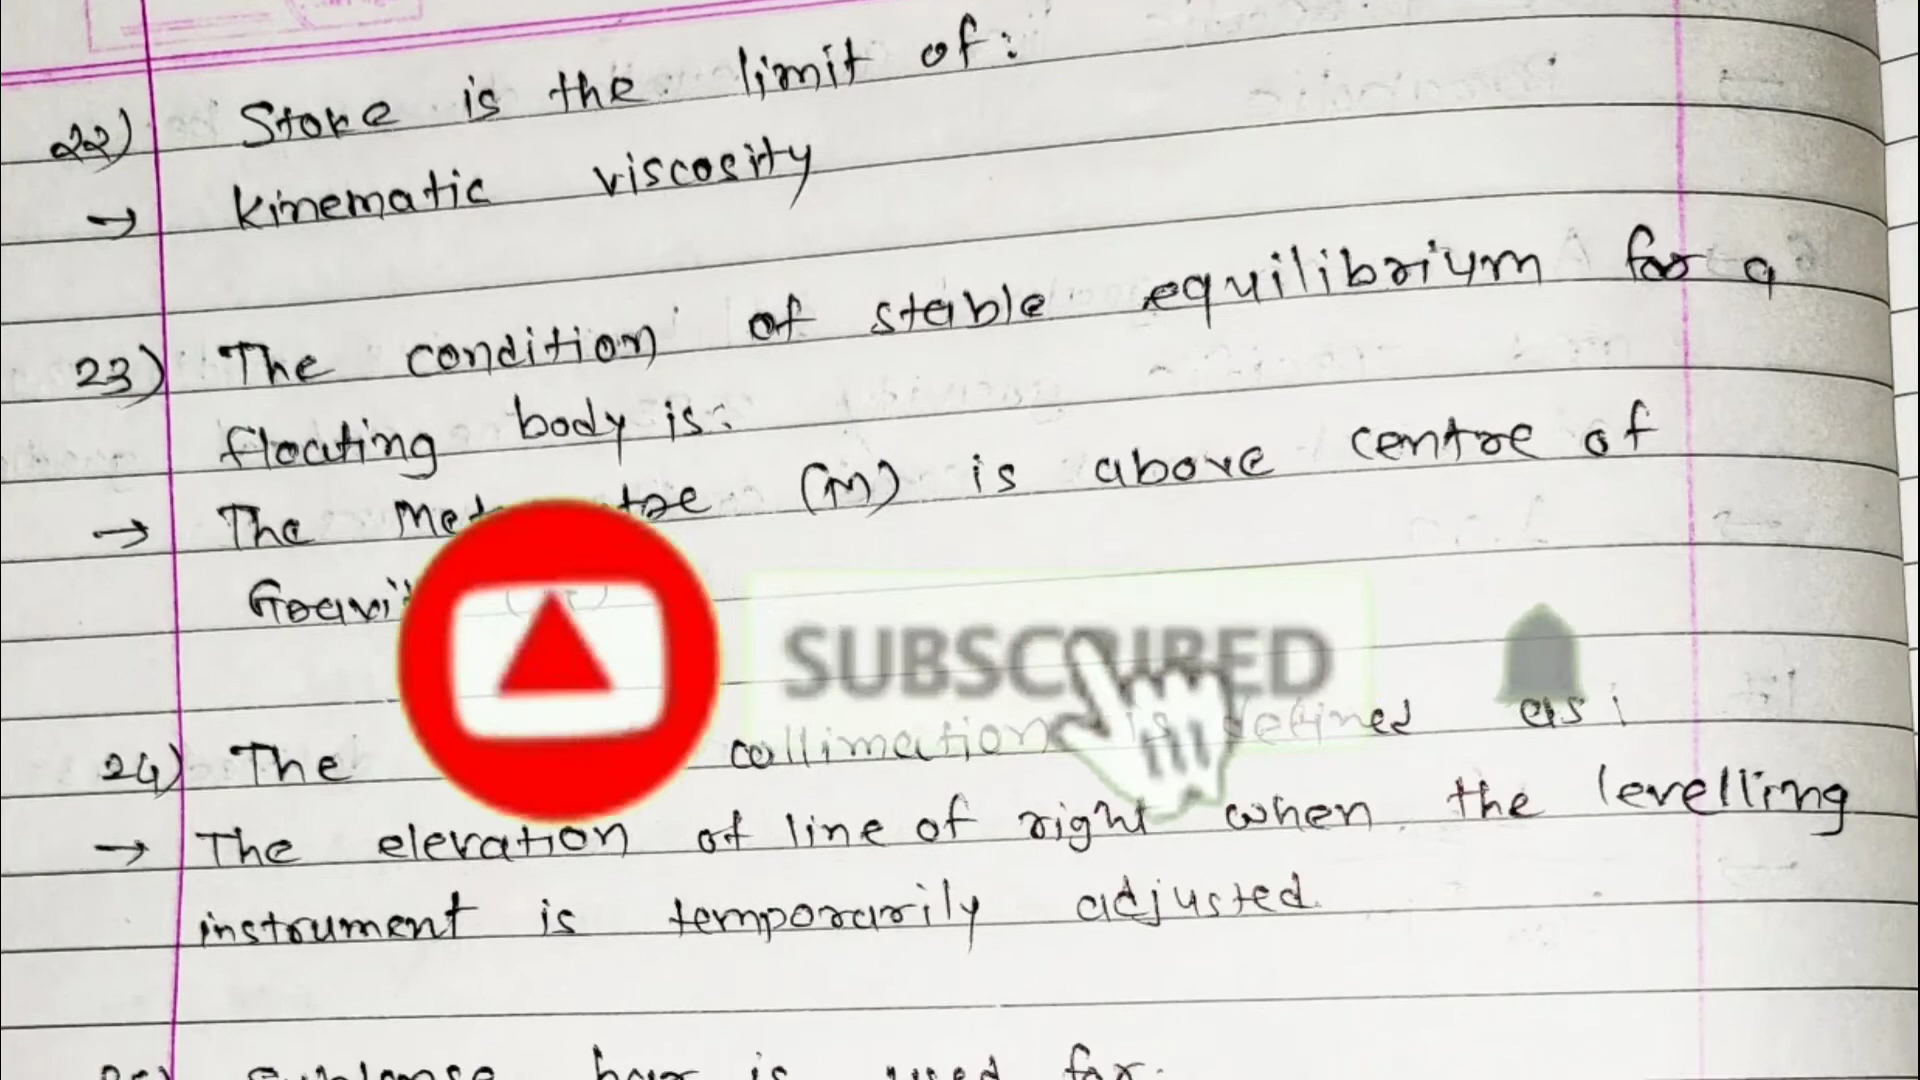 22) Stoke is the limit of:
→ Kinematic viscosity
23) The condition of stable equilibrium for a
floating body is:
→ The (M) is above centre of
SUBSCRIBED
24) The collimation is defined as:
→ The elevation of line of right when the levelling
instrument is temporarily adjusted.